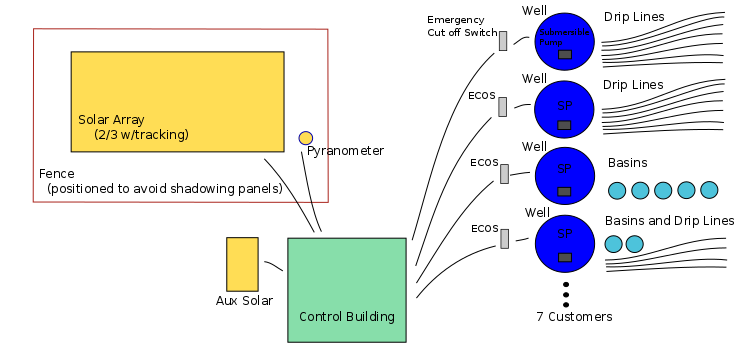 Emergency
Cut off Switch
Well
Submersible
Pump
Drip Lines
Solar Array
(2/3 w/tracking)
Pyranometer
Fence
(positioned to avoid shadowing panels)
ECOS
Well
SP
Drip Lines
ECOS
Well
SP
Basins
ECOS
Well
SP
Basins and Drip Lines
Aux Solar
Control Building
7 Customers